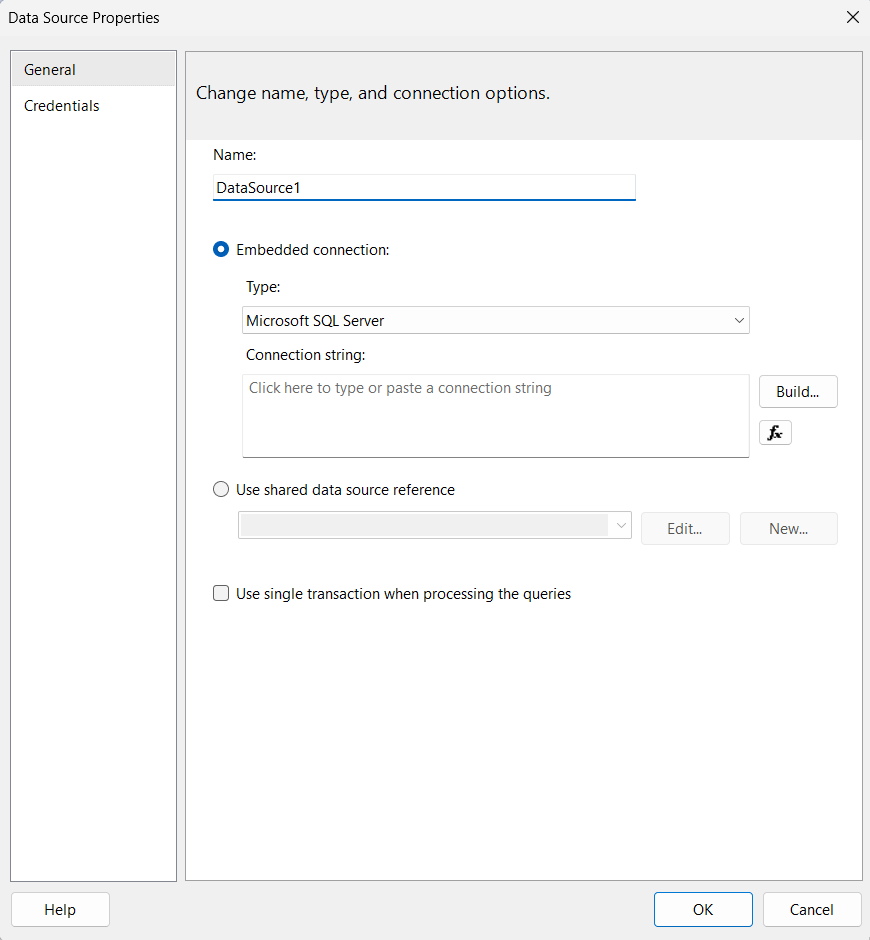 Data Source Properties
General
Credentials
Change name, type, and connection options.
Name:
DataSource1
Embedded connection:
Type:
Microsoft SQL Server
Connection string:
Click here to type or paste a connection string
Build...
fx
Use shared data source reference
Edit...
New...
Use single transaction when processing the queries
Help
OK
Cancel